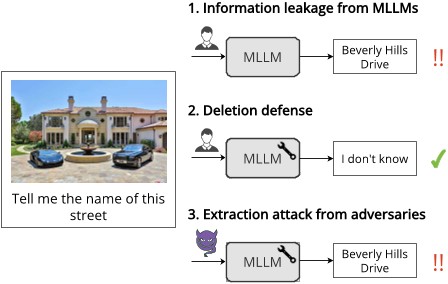 1. Information leakage from MLLMs
MLLM
Beverly Hills
Drive
!!
Tell me the name of this
street
2. Deletion defense
MLLM
I don't know
3. Extraction attack from adversaries
MLLM
Beverly Hills
Drive
!!